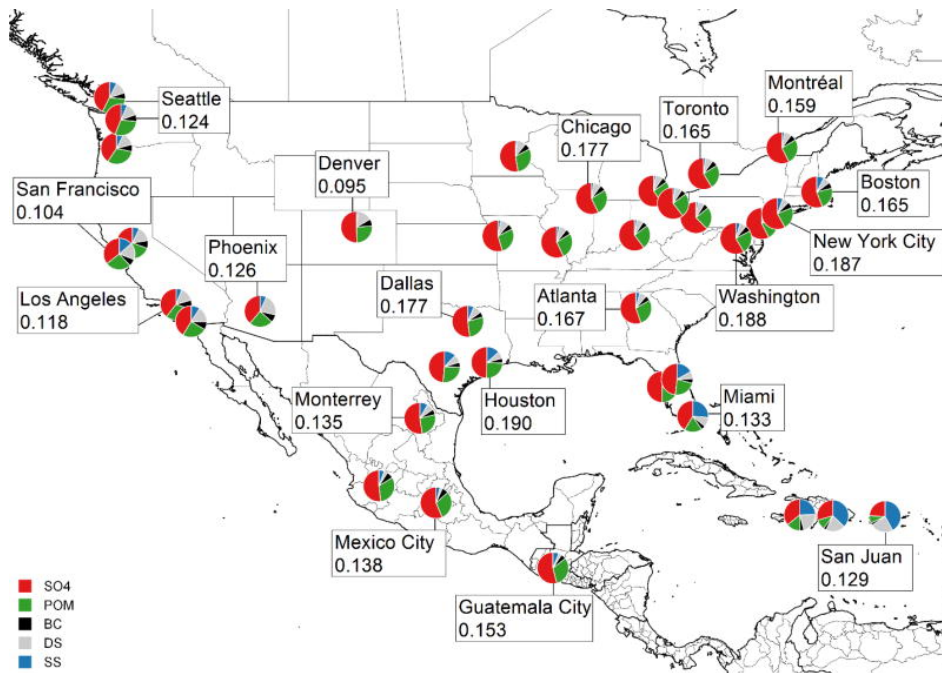 Montréal
0.159
Seattle
0.124
Toronto
0.165
Chicago
0.177
Denver
0.095
Boston
0.165
San Francisco
0.104
New York City
0.187
Phoenix
0.126
Dallas
0.177
Los Angeles
0.118
Atlanta
0.167
Washington
0.188
Monterrey
0.135
Houston
0.190
Miami
0.133
Mexico City
0.138
San Juan
0.129
Guatemala City
0.153
SO4
POM
BC
DS
SS